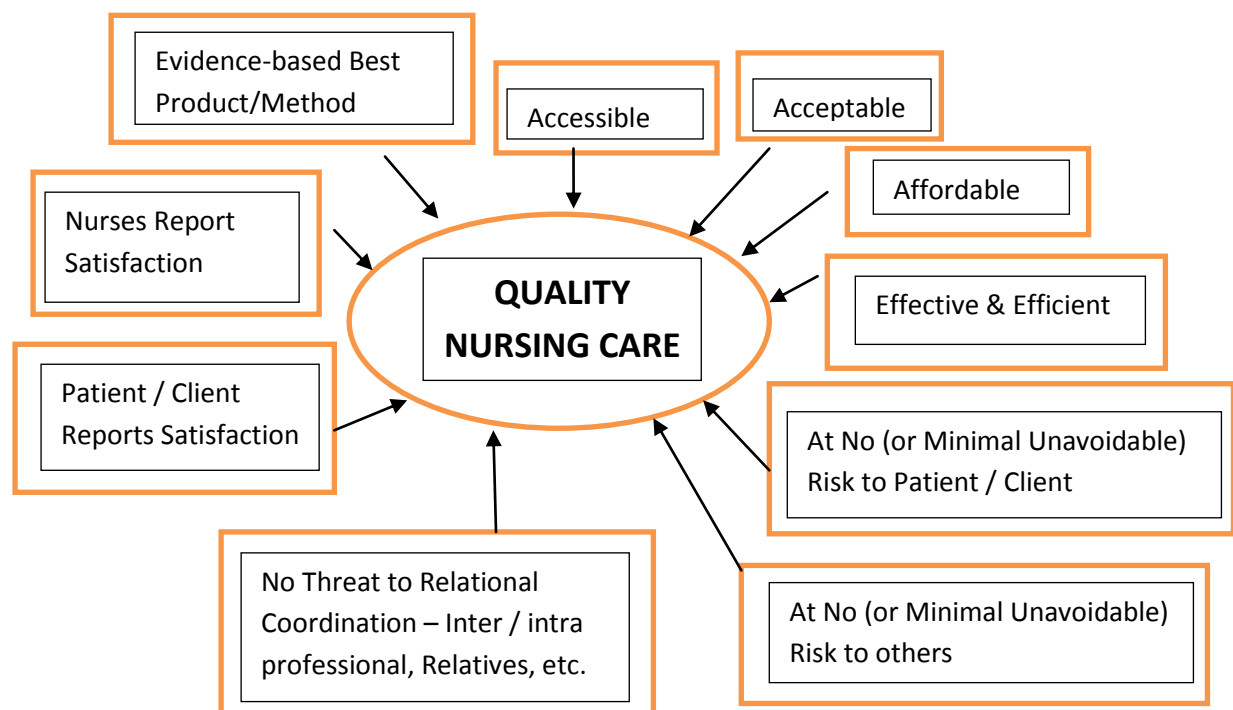 Evidence-based Best
Product/Method
Accessible
Acceptable
Affordable
Nurses Report
Satisfaction
QUALITY
NURSING CARE
Effective & Efficient
Patient / Client
Reports Satisfaction
At No (or Minimal Unavoidable)
Risk to Patient / Client
No Threat to Relational
Coordination – Inter / intra
professional, Relatives, etc.
At No (or Minimal Unavoidable)
Risk to others